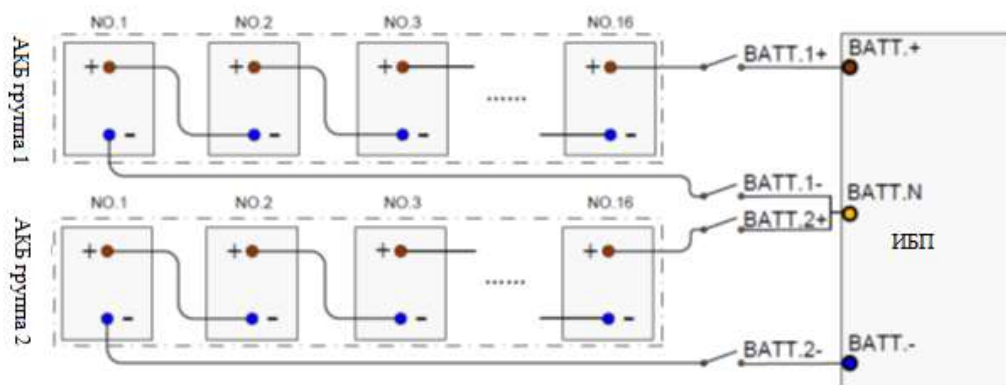 NO.1 NO.2 NO.3 NO.16
АКБ группа 1
+ + + +
- - - -
......
BATT.1+
BATT.+
BATT.1-
BATT.N
BATT.2+
ИБП
NO.1 NO.2 NO.3 NO.16
АКБ группа 2
+ + + +
- - - -
......
BATT.2-
BATT.-